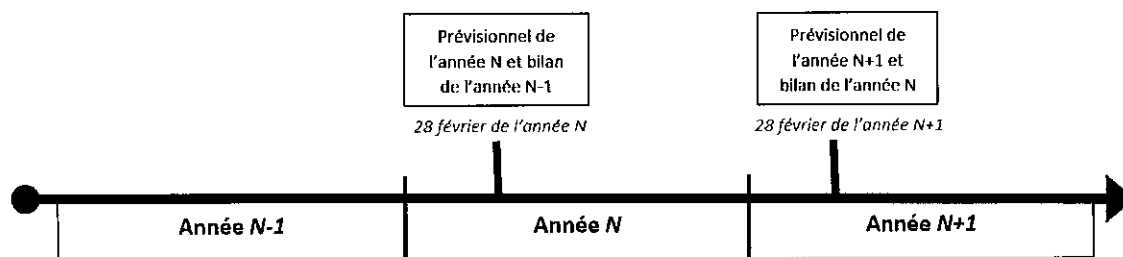 Prévisionnel de
l'année N et bilan
de l'année N-1
28 février de l'année N
Prévisionnel de
l'année N+1 et
bilan de l'année N
28 février de l'année N+1
Année N-1
Année N
Année N+1